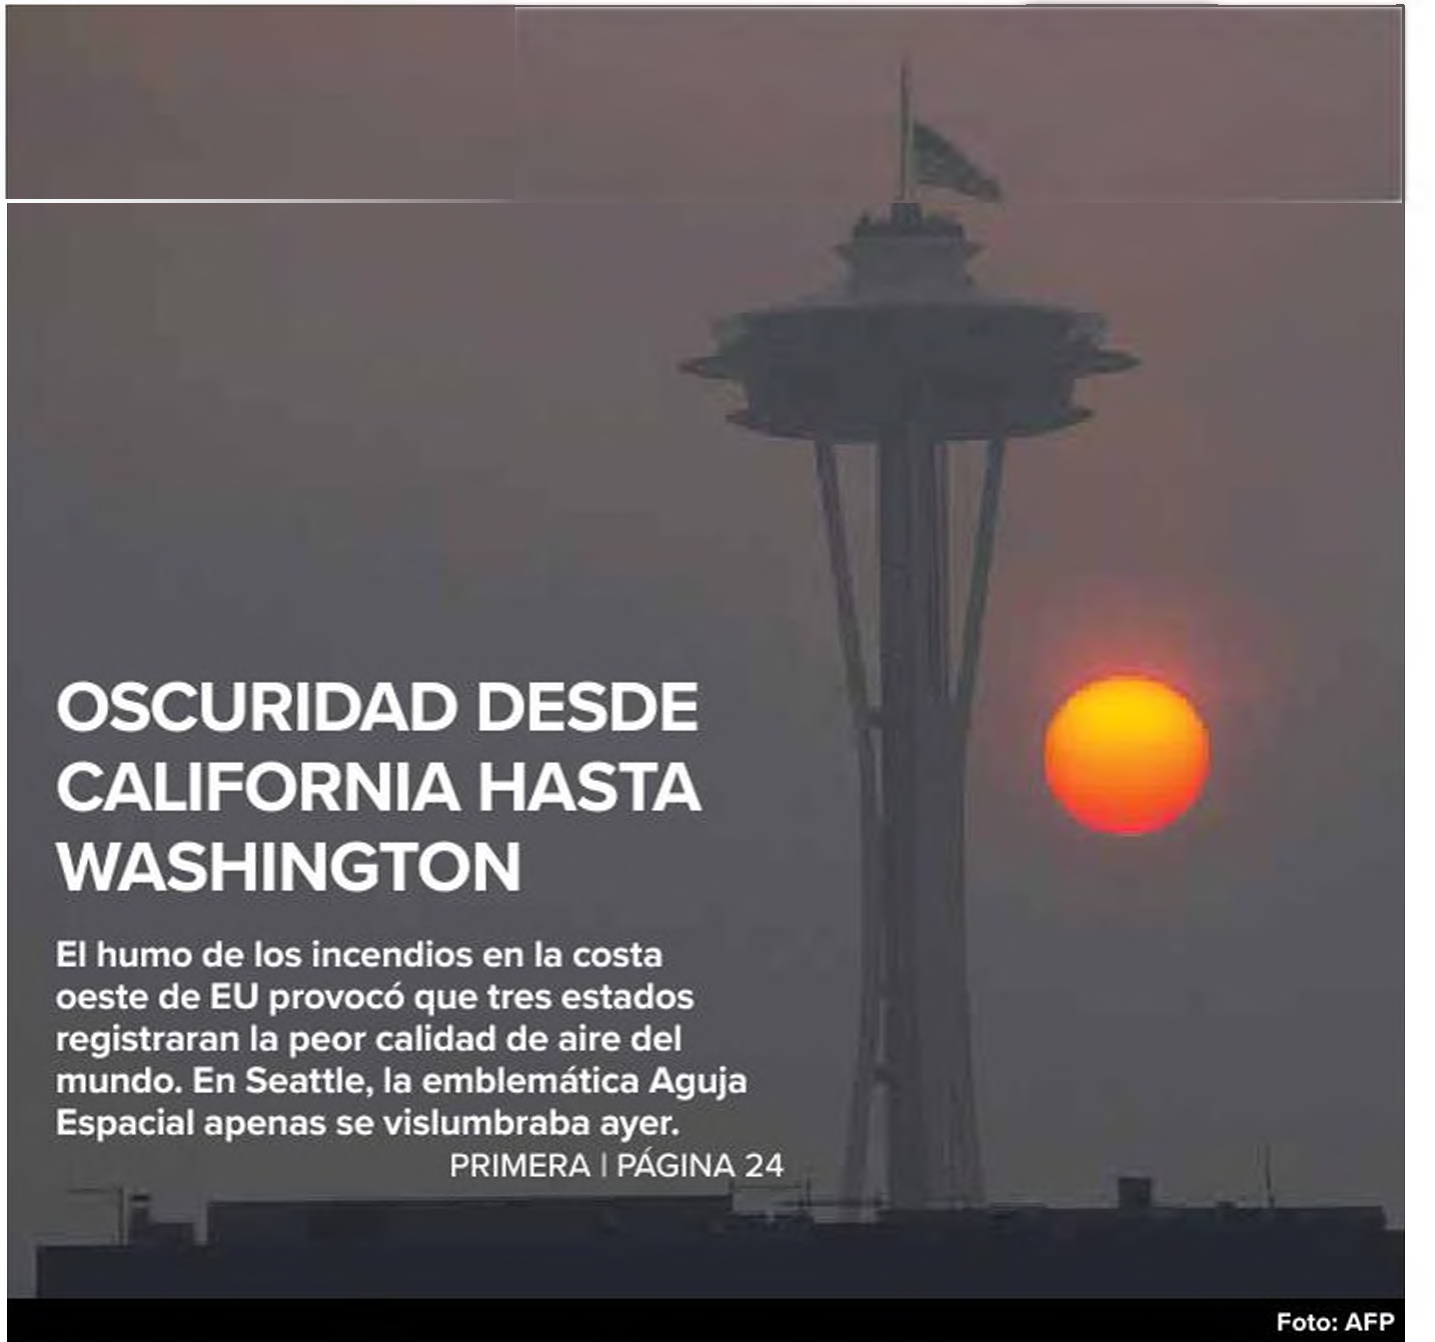 OSCURIDAD DESDE
CALIFORNIA HASTA
WASHINGTON
El humo de los incendios en la costa
oeste de EU provocó que tres estados
registraran la peor calidad de aire del
mundo. En Seattle, la emblemática Aguja
Espacial apenas se vislumbraba ayer.
PRIMERA | PÁGINA 24
Foto: AFP